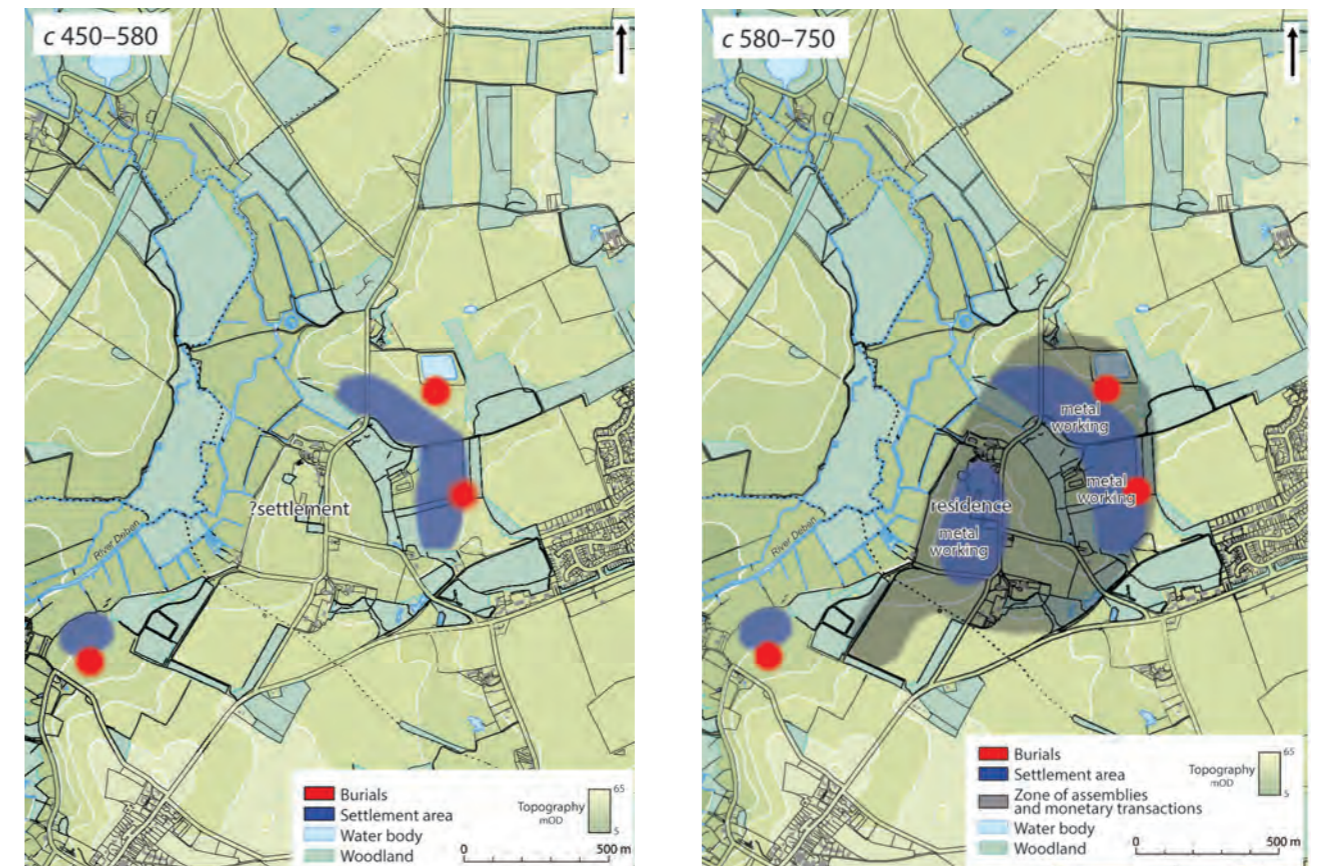 c 450–580
?settlement
River Deben
Burials
Settlement area
Water body
Woodland
Topography
mOD
65
5
0
500 m
c 580–750
metal
working
metal
working
residence
metal
working
River Deben
Burials
Settlement area
Zone of assemblies
and monetary transactions
Water body
Woodland
Topography
mOD
65
5
0
500 m